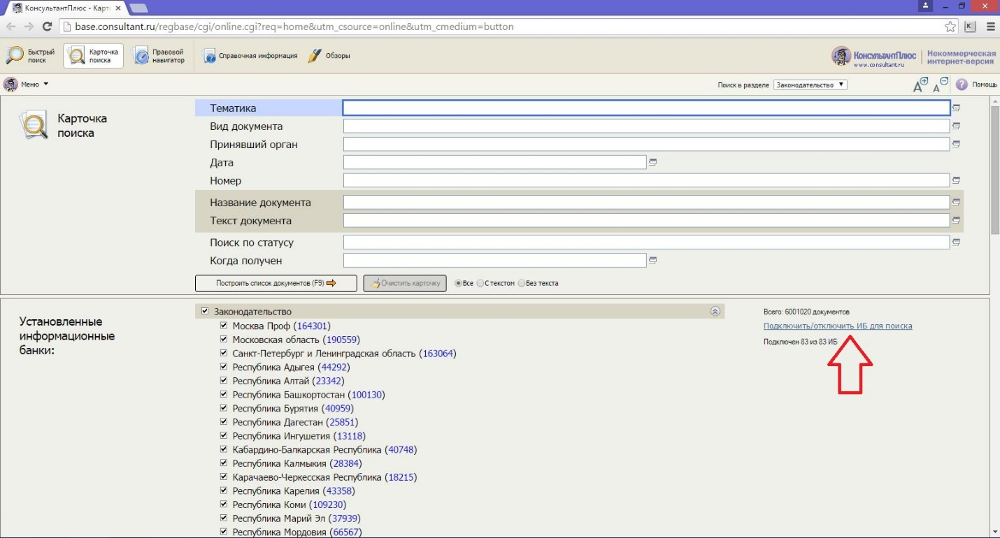 КонсультантПлюс - Карто
base.consultant.ru/regbase/cgi/online.cgi?req=home&utm_csource=online&utm_cmedium=button
Быстрый поиск
Карточка поиска
Правовой навигатор
Справочная информация
Обзоры
КонсультантПлюс
www.consultant.ru
Некоммерческая
интернет-версия
Меню
Поиск в разделе Законодательство
Помощь
Карточка
поиска
Тематика
Вид документа
Принявший орган
Дата
Номер
Название документа
Текст документа
Поиск по статусу
Когда получен
Построить список документов (F9) Очистить карточку Все С текстом Без текста
Установленные
информационные
банки:
Законодательство
Москва Проф (164301)
Московская область (190559)
Санкт-Петербург и Ленинградская область (163064)
Республика Адыгея (44292)
Республика Алтай (23342)
Республика Башкортостан (100130)
Республика Бурятия (40959)
Республика Дагестан (25851)
Республика Ингушетия (13118)
Кабардино-Балкарская Республика (40748)
Республика Калмыкия (28384)
Карачаево-Черкесская Республика (18215)
Республика Карелия (43358)
Республика Коми (109230)
Республика Марий Эл (37939)
Республика Мордовия (66567)
Всего: 6001020 документов
Подключить/отключить ИБ для поиска
Подключен 83 из 83 ИБ